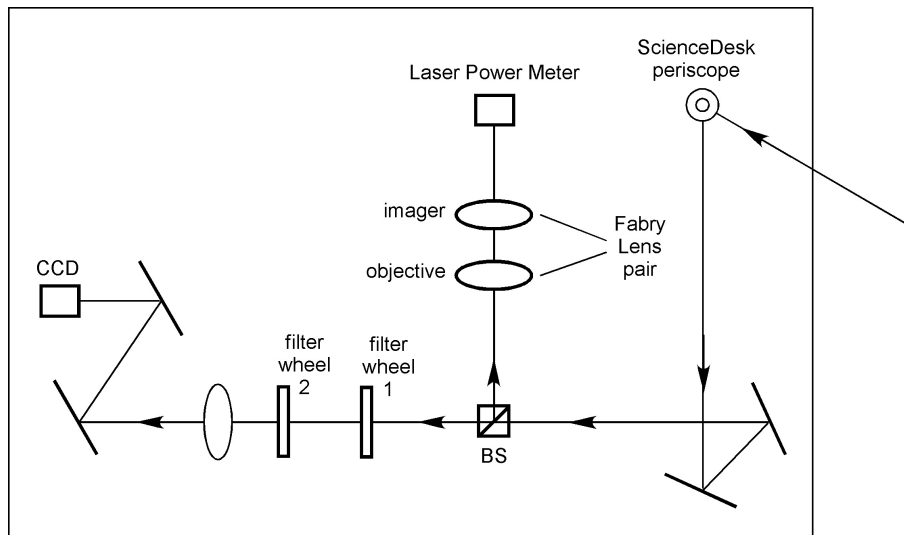 ScienceDesk
periscope
Laser Power Meter
imager
objective
Fabry
Lens
pair
CCD
filter
wheel
2
filter
wheel
1
BS